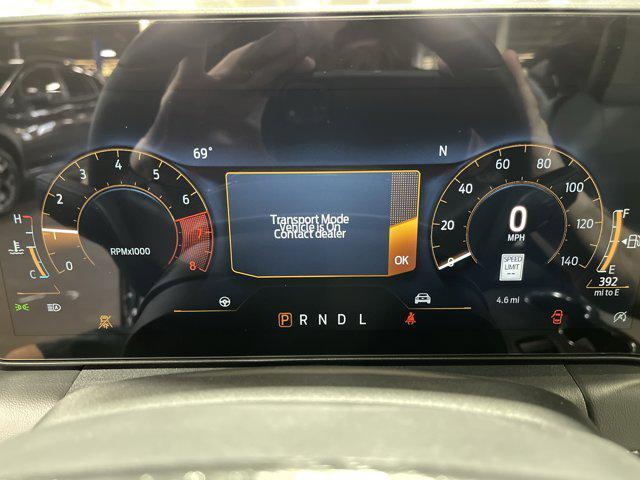 69°
N
Transport Mode
Vehicle is On
Contact dealer
OK
0 1 2 3 4 5 6 7 8
RPMx1000
H
C
0 20 40 60 80 100 120 140
0
MPH
SPEED
LIMIT
--
4.6 mi
F
E
392
mi to E
P R N D L